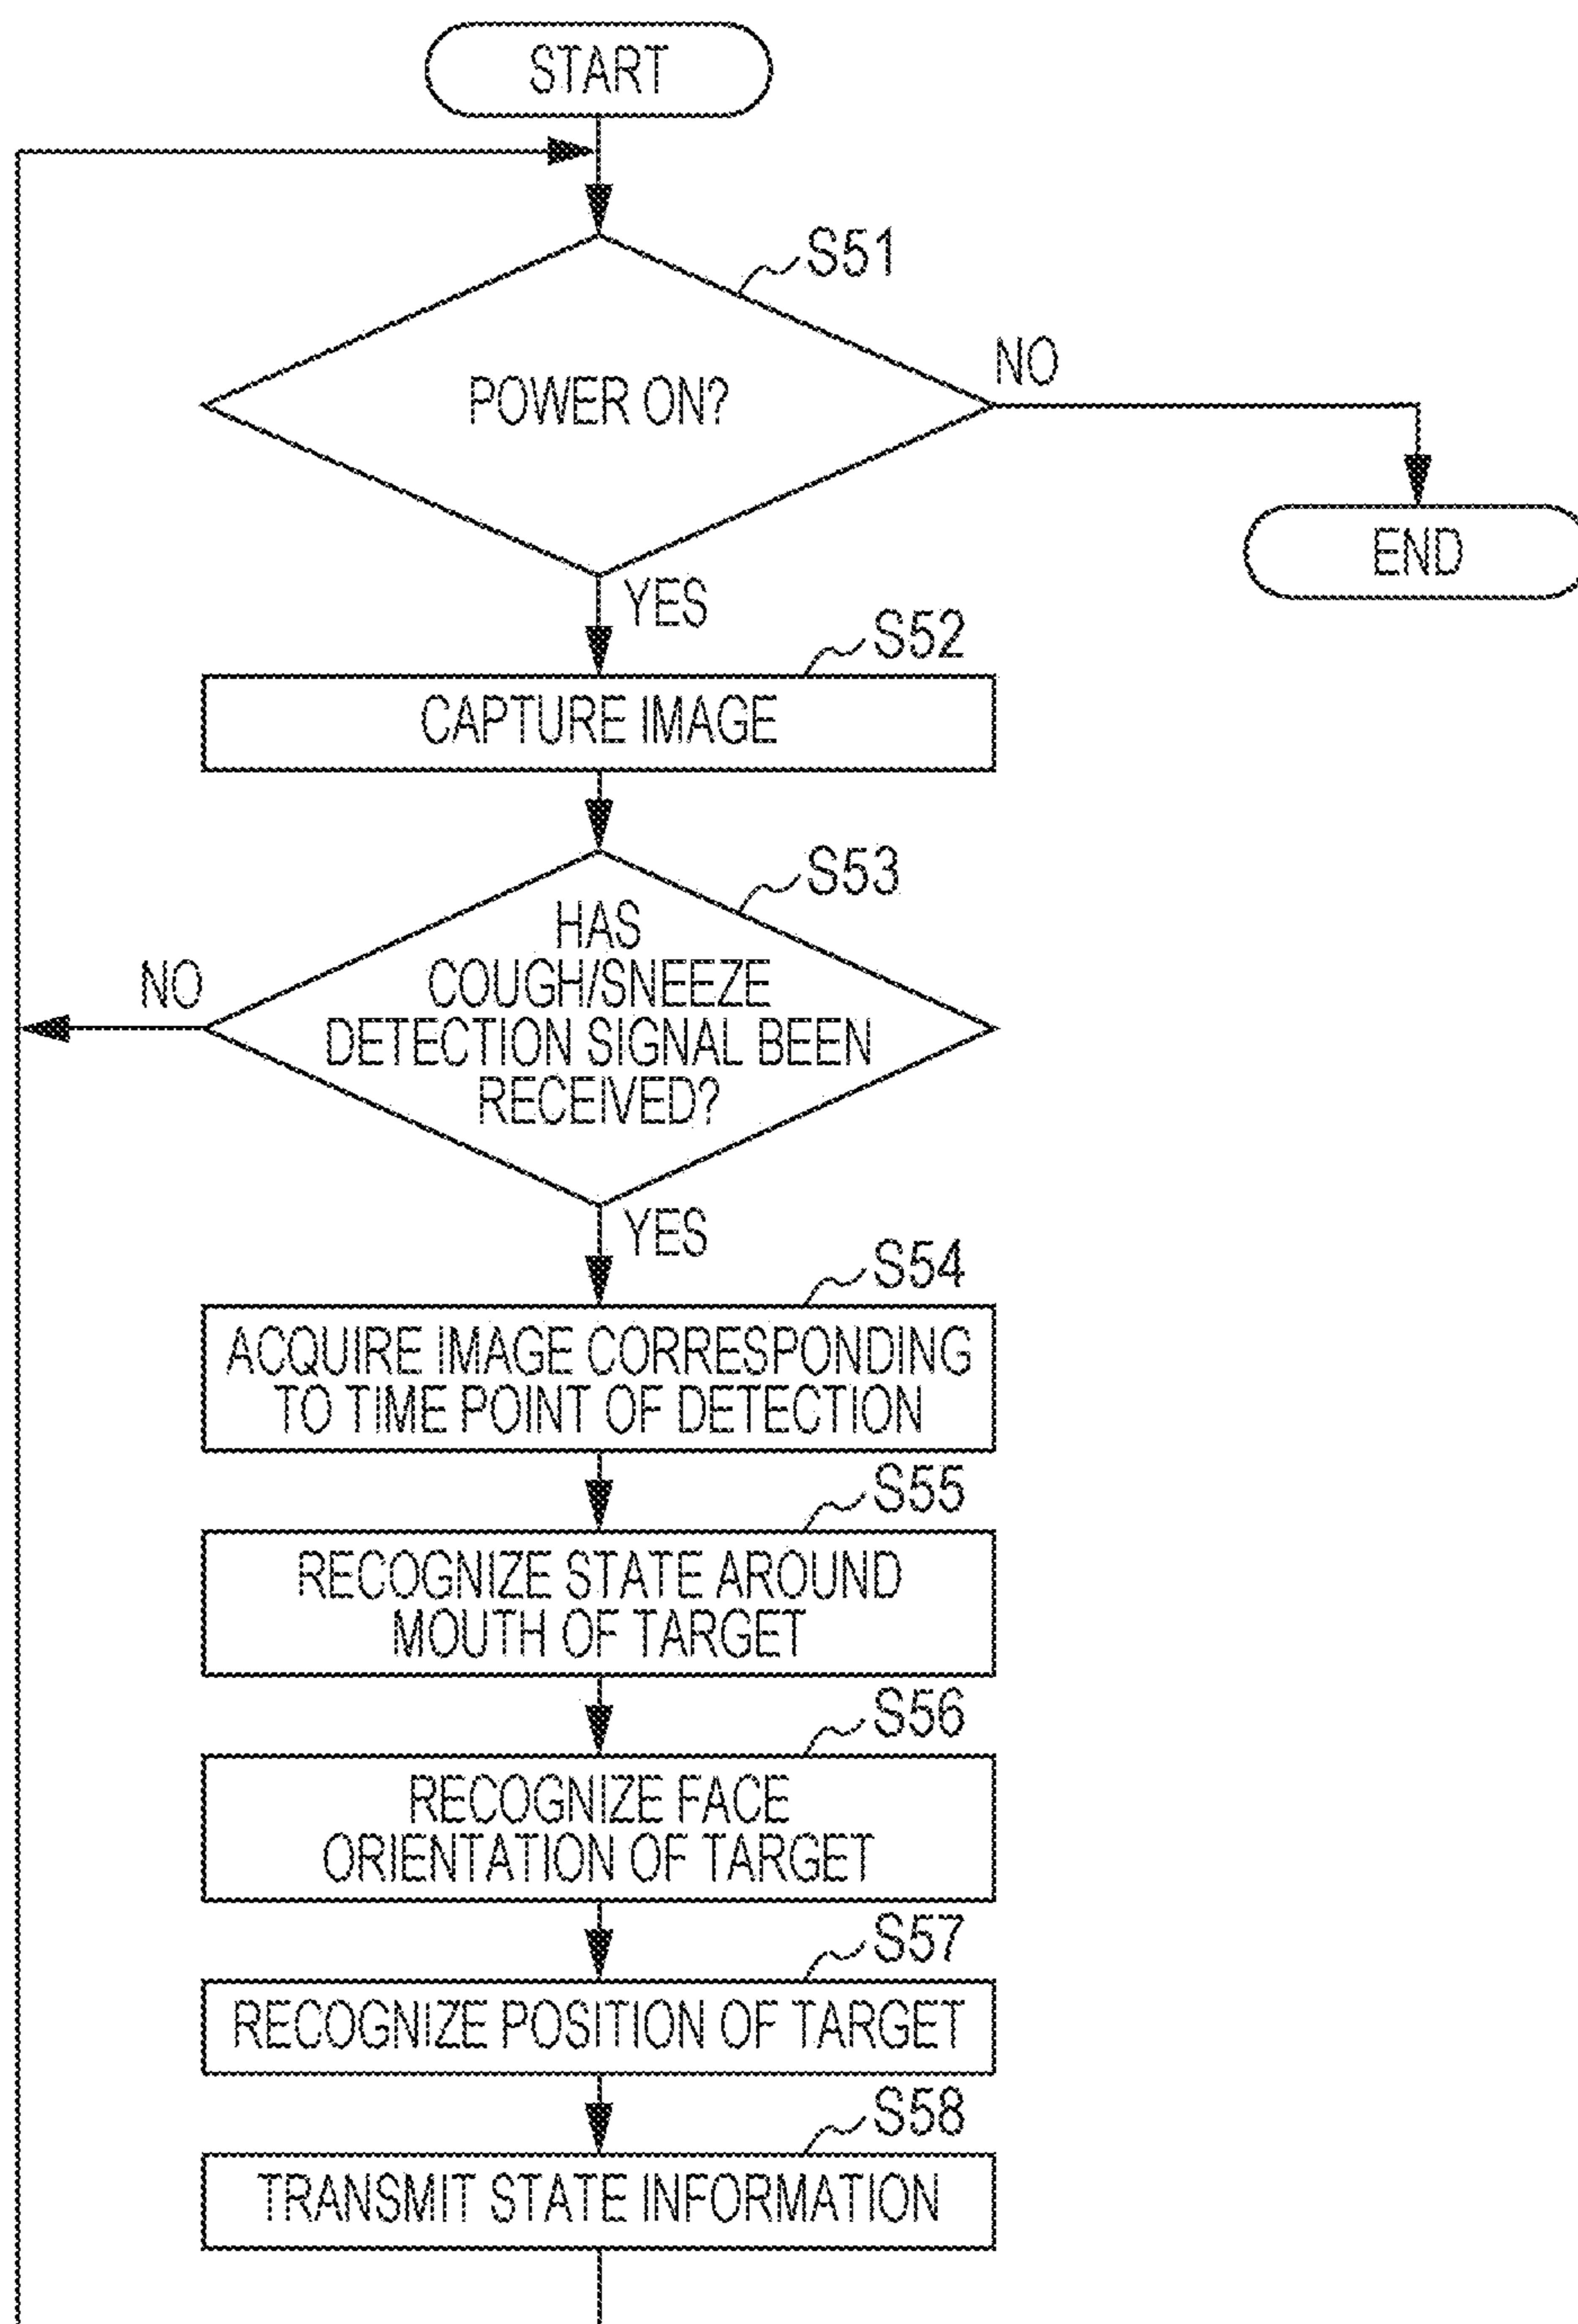 START
S51
POWER ON?
NO
END
YES
S52
CAPTURE IMAGE
S53
HAS
COUGH/SNEEZE
DETECTION SIGNAL BEEN
RECEIVED?
NO
YES
S54
ACQUIRE IMAGE CORRESPONDING
TO TIME POINT OF DETECTION
S55
RECOGNIZE STATE AROUND
MOUTH OF TARGET
S56
RECOGNIZE FACE
ORIENTATION OF TARGET
S57
RECOGNIZE POSITION OF TARGET
S58
TRANSMIT STATE INFORMATION